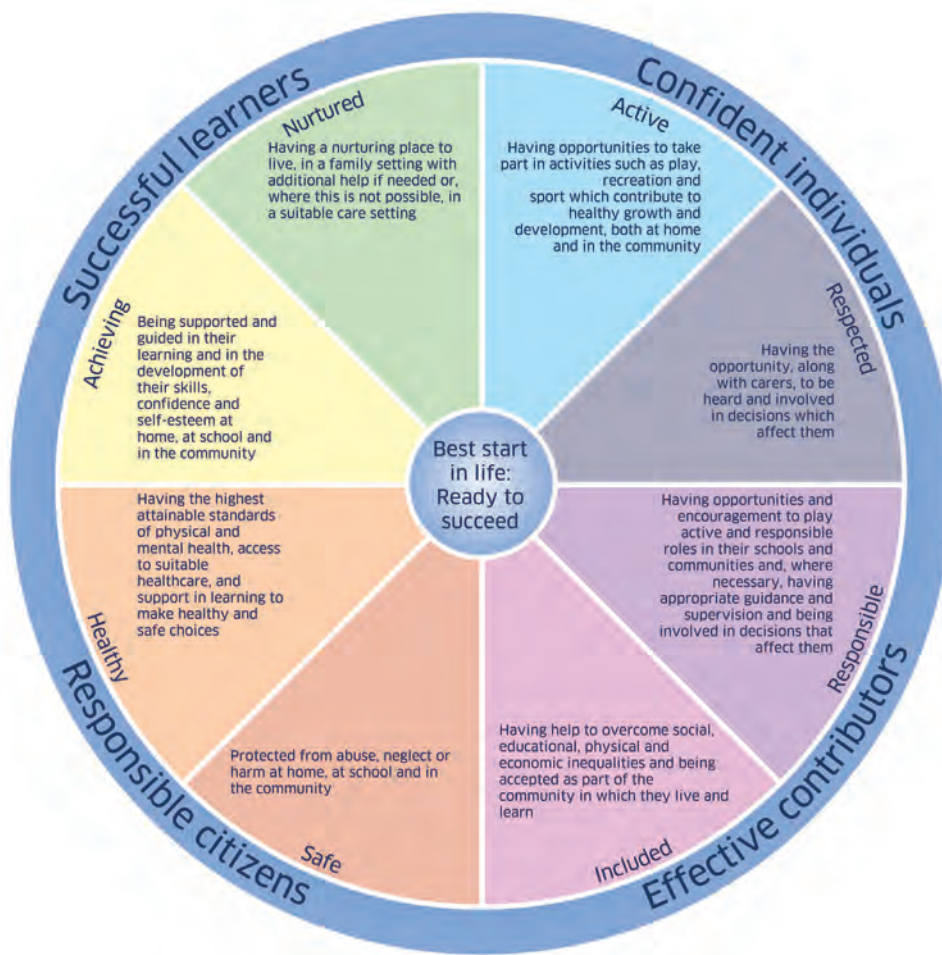 Successful learners
Confident individuals
Nurtured
Having a nurturing place to
live, in a family setting with
additional help if needed or,
where this is not possible, in
a suitable care setting
Active
Having opportunities to take
part in activities such as play,
recreation and
sport which contribute to
healthy growth and
development, both at home
and in the community
Achieving
Being supported and
guided in their
learning and in the
development of
their skills,
confidence and
self-esteem at
home, at school and
in the community
Respected
Having the
opportunity, along
with carers, to be
heard and involved
in decisions which
affect them
Best start
in life:
Ready to
succeed
Healthy
Having the highest
attainable standards
of physical and
mental health, access
to suitable
healthcare, and
support in learning to
make healthy and
safe choices
Responsible
Having opportunities and
encouragement to play
active and responsible
roles in their schools and
communities and, where
necessary, having
appropriate guidance and
supervision and being
involved in decisions that
affect them
Safe
Protected from abuse, neglect or
harm at home, at school and in
the community
Included
Having help to overcome social,
educational, physical and
economic inequalities and being
accepted as part of the
community in which they live and
learn
Responsible citizens
Effective contributors